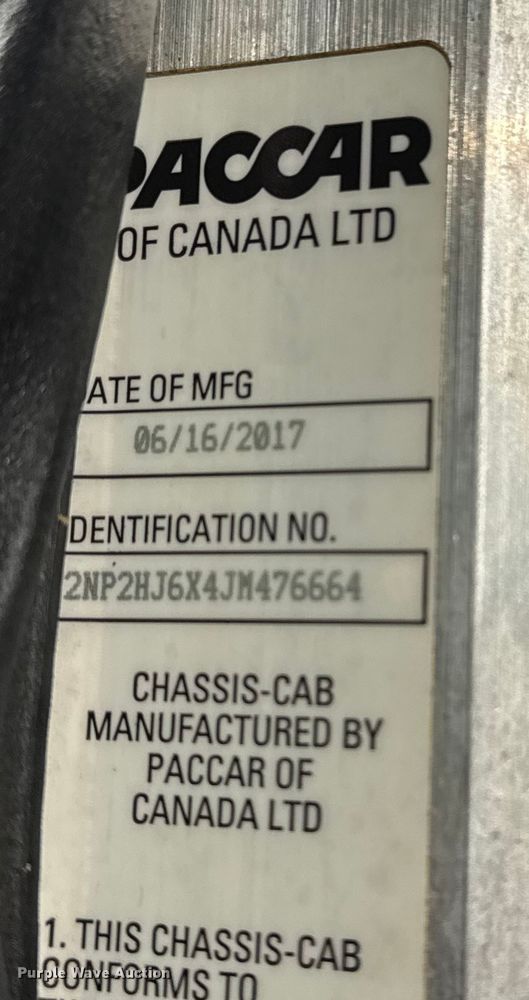 PACCAR
OF CANADA LTD
ATE OF MFG
06/16/2017
DENTIFICATION NO.
2NP2HJ6X4JM476664
CHASSIS-CAB
MANUFACTURED BY
PACCAR OF
CANADA LTD
1. THIS CHASSIS-CAB
CONFORMS TO
Purple Wave Auction